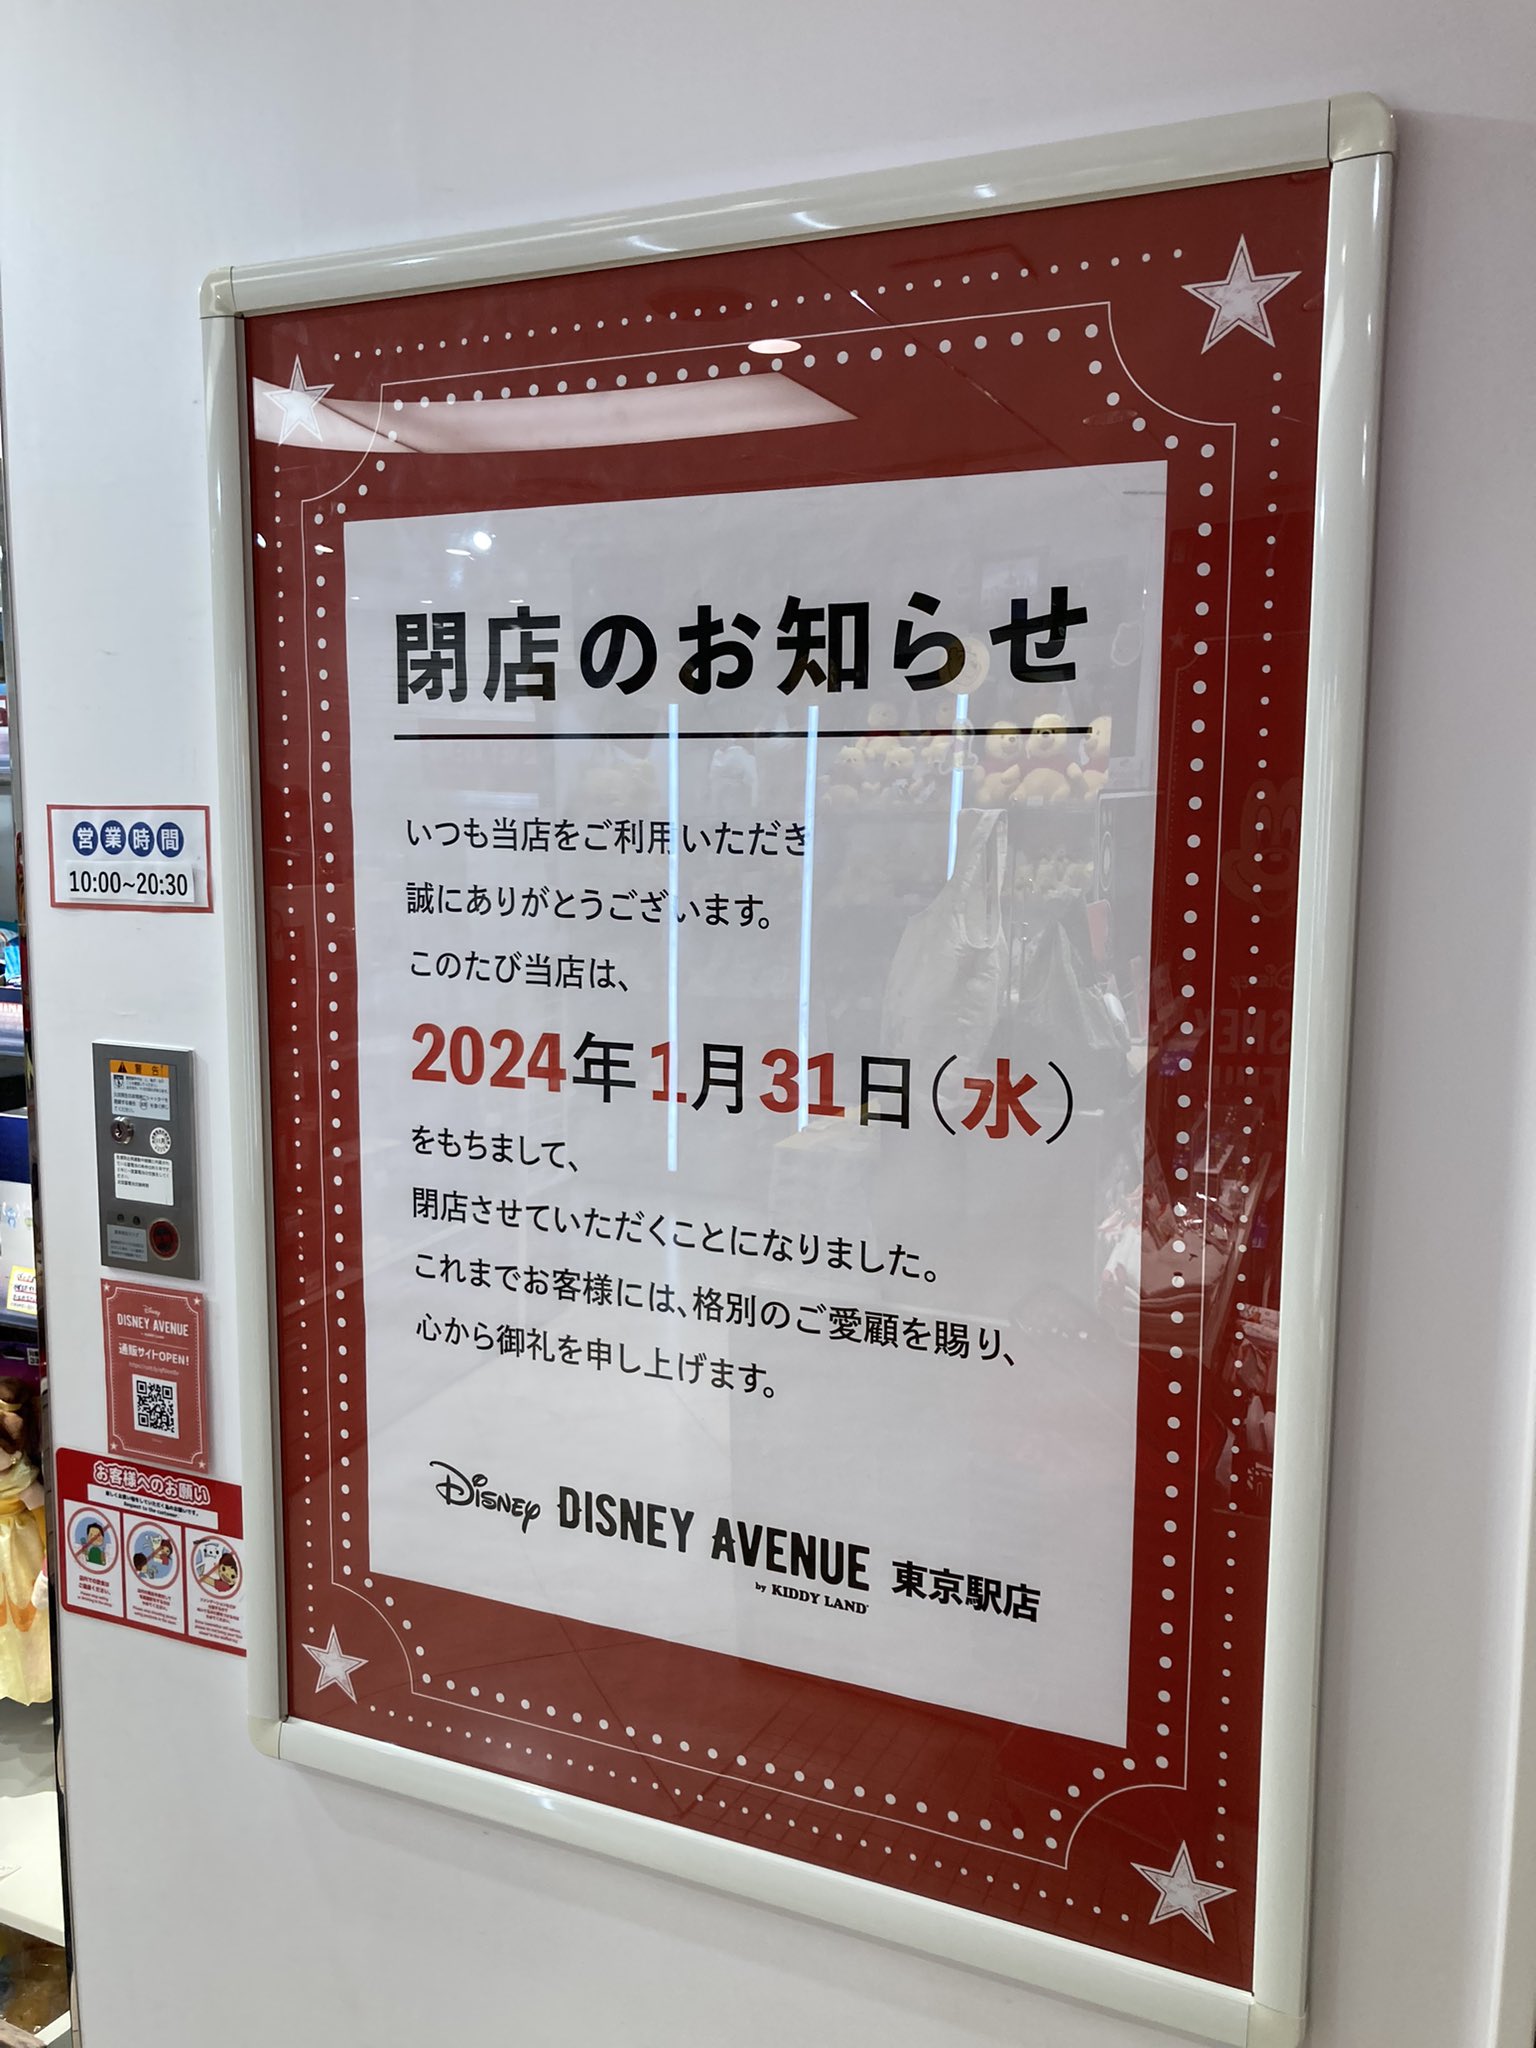 閉店のお知らせ
いつも当店をご利用いただき
誠にありがとうございます。
このたび当店は、
2024年1月31日(水)
をもちまして、
閉店させていただくことになりました。
これまでお客様には、格別のご愛顧を賜り、
心から御礼を申し上げます。
Disney DISNEY AVENUE 東京駅店
by KIDDY LAND
営業時間
10:00~20:30
警告
Disney
DISNEY AVENUE
通販サイトOPEN!
お客様へのお願い
Request to the customer